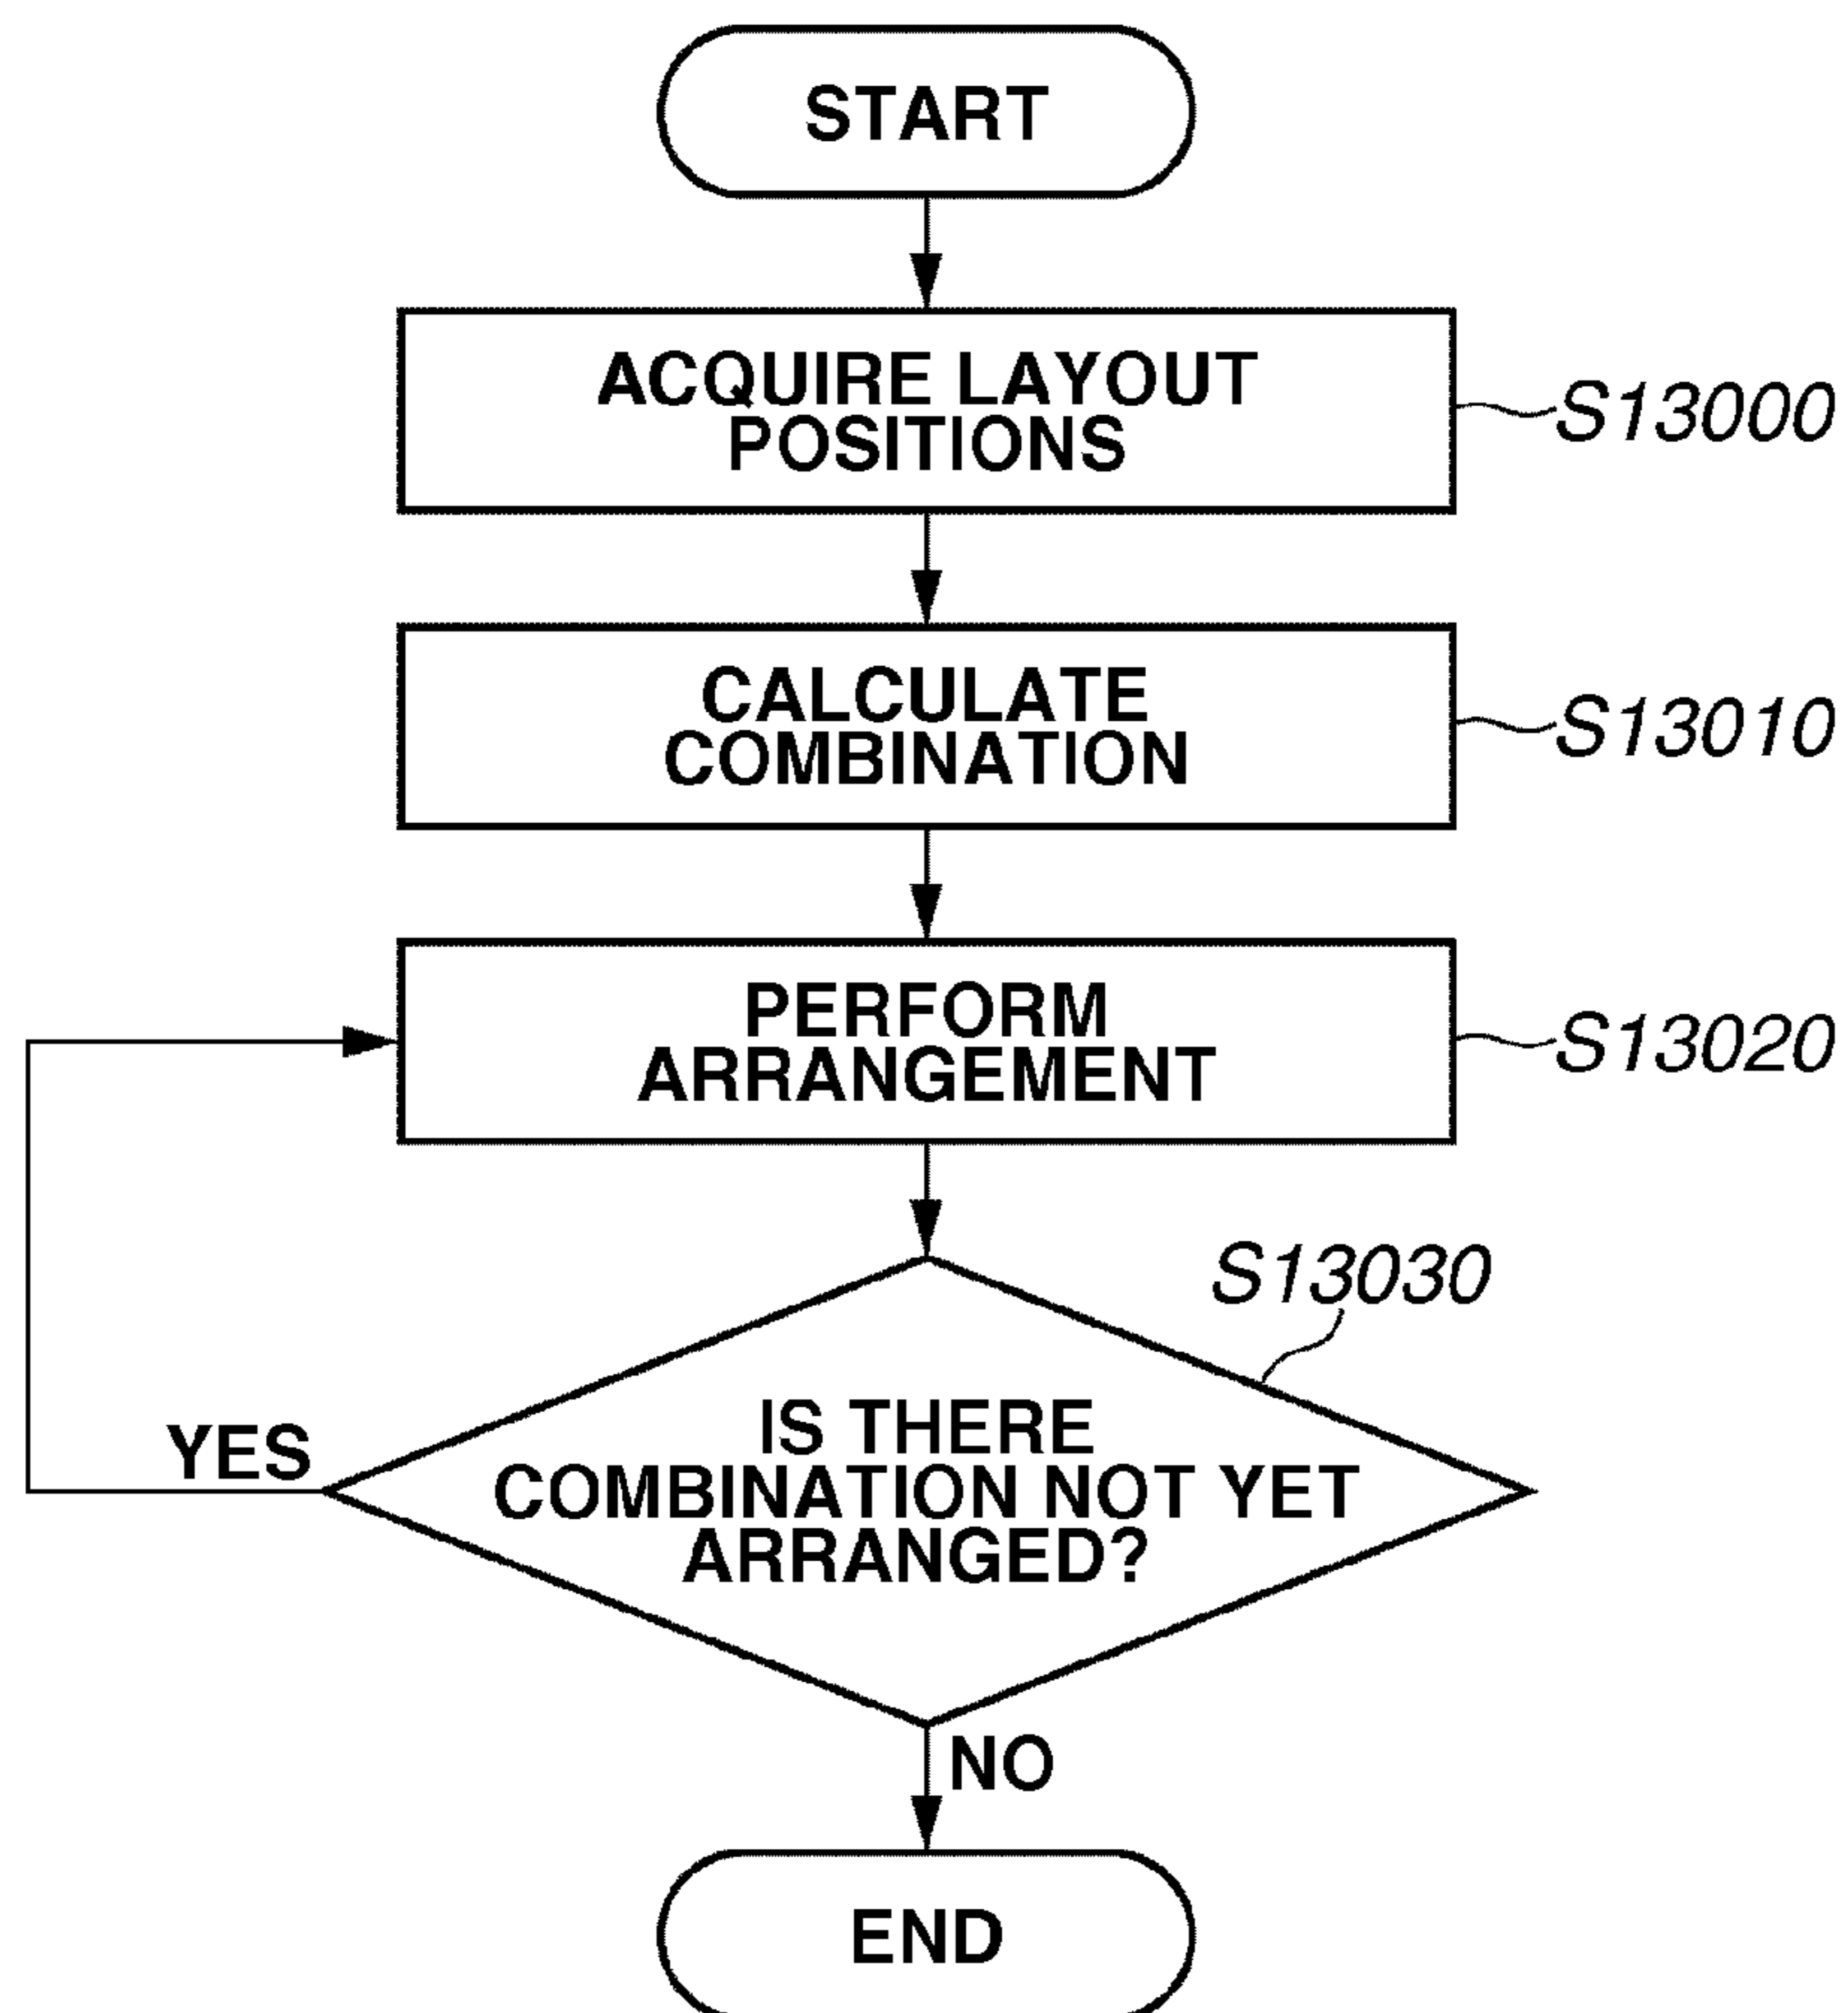 START
ACQUIRE LAYOUT
POSITIONS
S13000
CALCULATE
COMBINATION
S13010
PERFORM
ARRANGEMENT
S13020
S13030
IS THERE
COMBINATION NOT YET
ARRANGED?
YES
NO
END